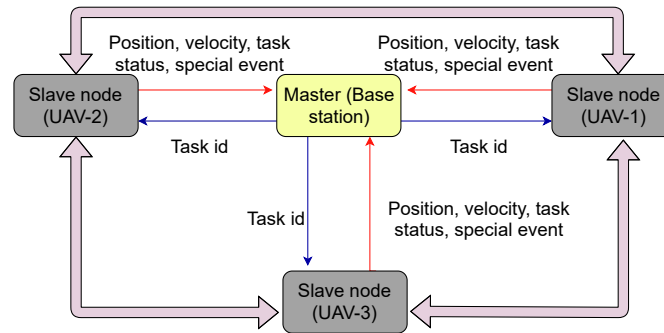 Position, velocity, task
status, special event
Position, velocity, task
status, special event
Slave node
(UAV-2)
Master (Base
station)
Slave node
(UAV-1)
Task id
Task id
Task id
Position, velocity, task
status, special event
Slave node
(UAV-3)